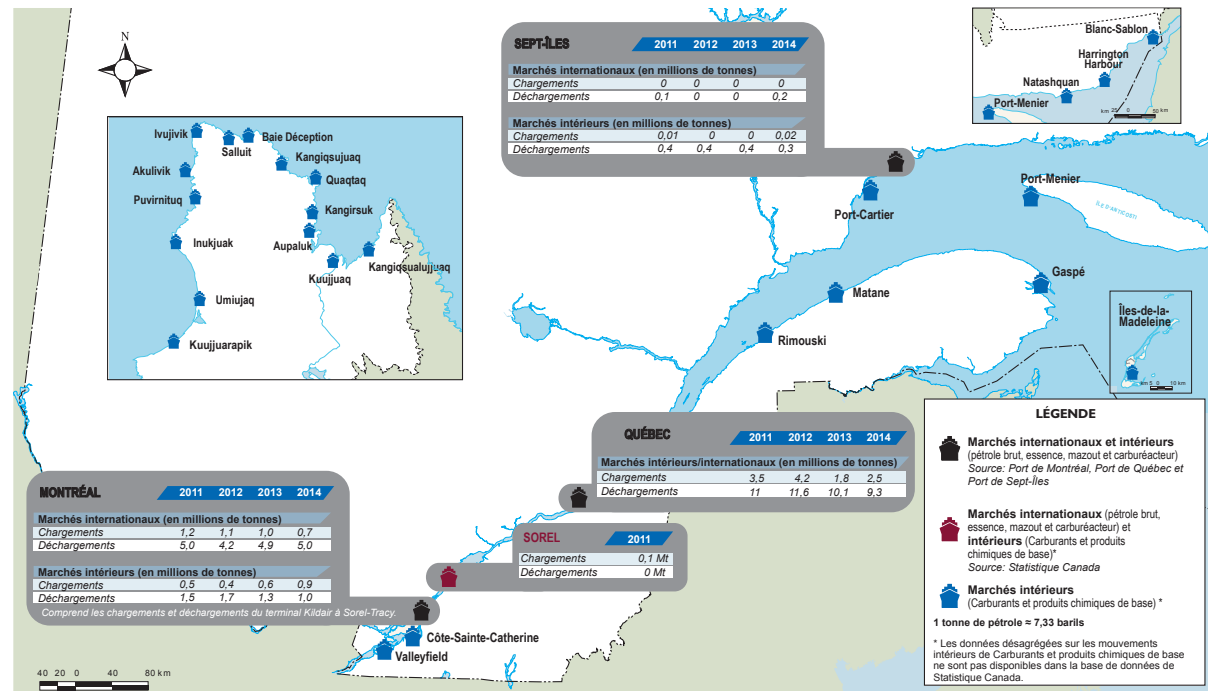 N
Ivujivik
Salluit
Baie Déception
Kangiqsujuaq
Akulivik
Quaqtaq
Puvirnituq
Kangirsuk
Inukjuak
Aupaluk
Kuujjuaq
Kangiqsualujjuaq
Umiujaq
Kuujjuarapik
SEPT-ÎLES 2011 2012 2013 2014
Marchés internationaux (en millions de tonnes)
Chargements 0 0 0 0
Déchargements 0,1 0 0 0,2
Marchés intérieurs (en millions de tonnes)
Chargements 0,01 0 0 0,02
Déchargements 0,4 0,4 0,4 0,3
Blanc-Sablon
Harrington
Harbour
Natashquan
Port-Menier
km 25 0 50 km
Port-Cartier
Port-Menier
ÎLE D'ANTICOSTI
Gaspé
Matane
Rimouski
Îles-de-la-
Madeleine
km 5 0 10 km
QUÉBEC 2011 2012 2013 2014
Marchés intérieurs/internationaux (en millions de tonnes)
Chargements 3,5 4,2 1,8 2,5
Déchargements 11 11,6 10,1 9,3
MONTRÉAL 2011 2012 2013 2014
Marchés internationaux (en millions de tonnes)
Chargements 1,2 1,1 1,0 0,7
Déchargements 5,0 4,2 4,9 5,0
Marchés intérieurs (en millions de tonnes)
Chargements 0,5 0,4 0,6 0,9
Déchargements 1,5 1,7 1,3 1,0
Comprend les chargements et déchargements du terminal Kildair à Sorel-Tracy.
SOREL 2011
Chargements 0,1 Mt
Déchargements 0 Mt
Côte-Sainte-Catherine
Valleyfield
40 20 0 40 80 km
LÉGENDE
Marchés internationaux et intérieurs
(pétrole brut, essence, mazout et carburéacteur)
Source: Port de Montréal, Port de Québec et
Port de Sept-Îles
Marchés internationaux (pétrole brut,
essence, mazout et carburéacteur) et
intérieurs (Carburants et produits
chimiques de base)*
Source: Statistique Canada
Marchés intérieurs
(Carburants et produits chimiques de base) *
1 tonne de pétrole ≈ 7,33 barils
* Les données désagrégées sur les mouvements
intérieurs de Carburants et produits chimiques de base
ne sont pas disponibles dans la base de données de
Statistique Canada.